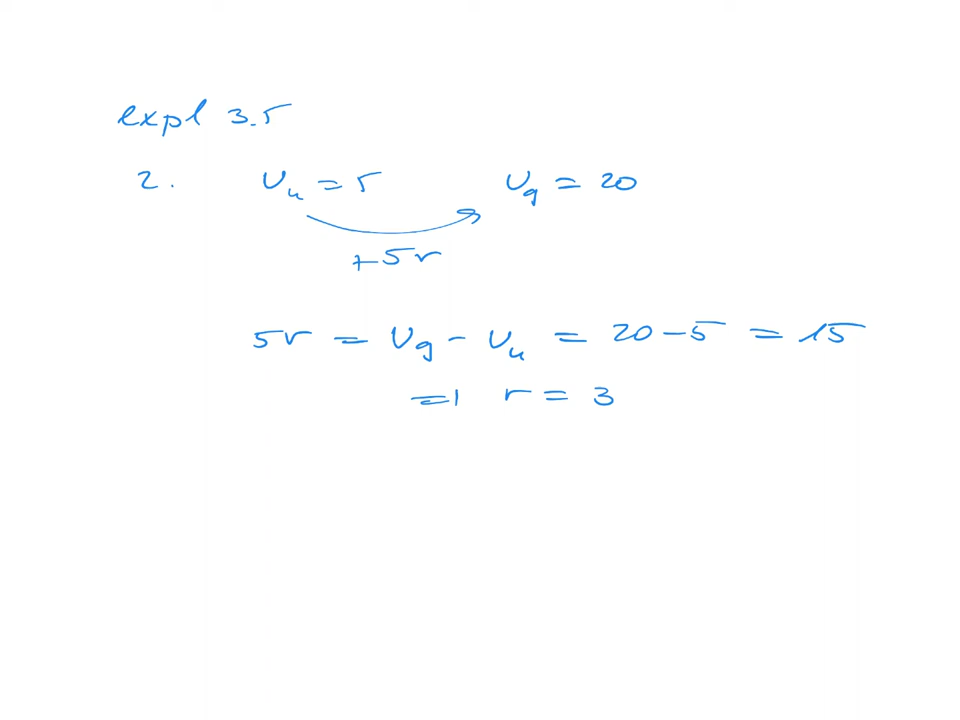 expl 3.5
2. U₄ = 5 U₉ = 20
+5r
5r = U₉ - U₄ = 20 - 5 = 15
=> r = 3